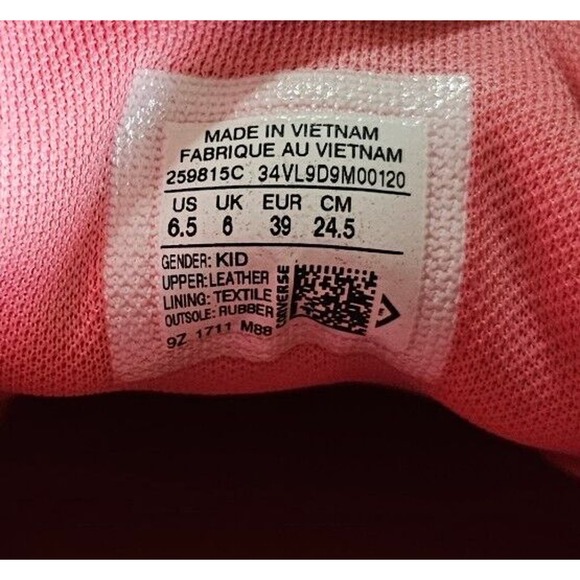 MADE IN VIETNAM
FABRIQUE AU VIETNAM
259815C 34VL9D9M00120
US UK EUR CM
6.5 6 39 24.5
GENDER: KID
UPPER: LEATHER
LINING: TEXTILE
OUTSOLE: RUBBER
9Z 1711 M88
CONVERSE